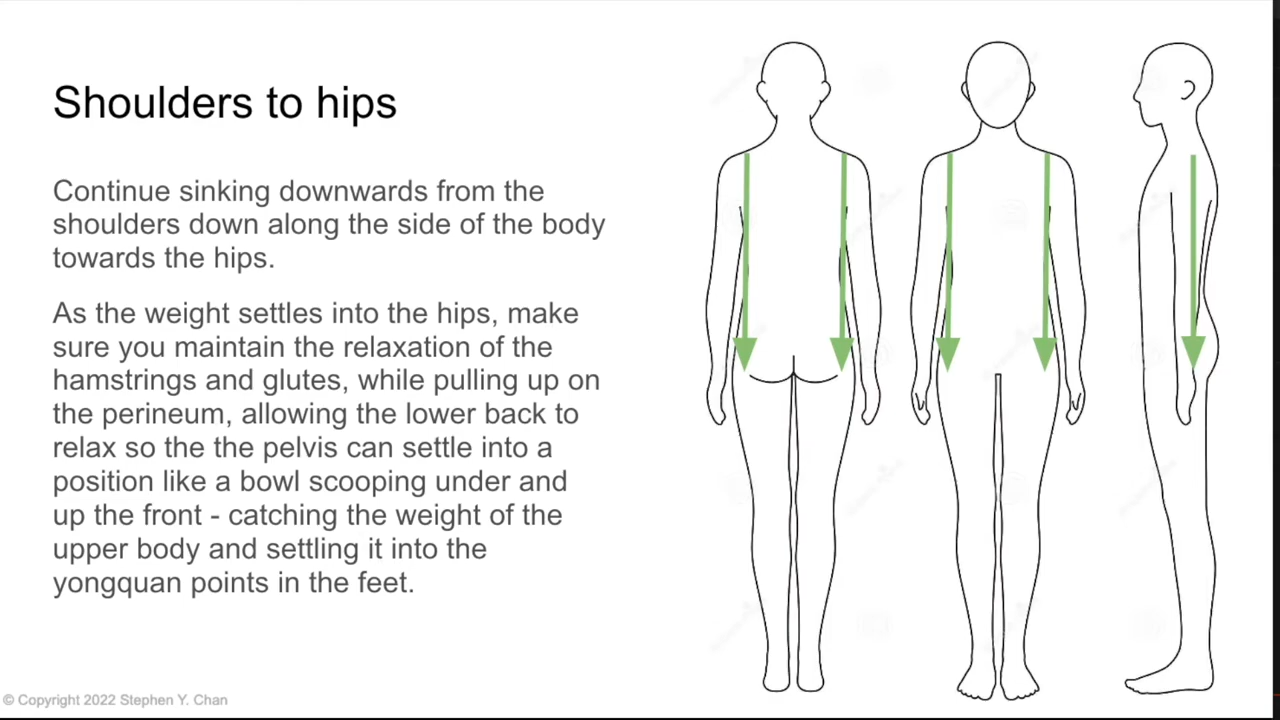 Shoulders to hips
Continue sinking downwards from the
shoulders down along the side of the body
towards the hips.
As the weight settles into the hips, make
sure you maintain the relaxation of the
hamstrings and glutes, while pulling up on
the perineum, allowing the lower back to
relax so the the pelvis can settle into a
position like a bowl scooping under and
up the front - catching the weight of the
upper body and settling it into the
yongquan points in the feet.
© Copyright 2022 Stephen Y. Chan